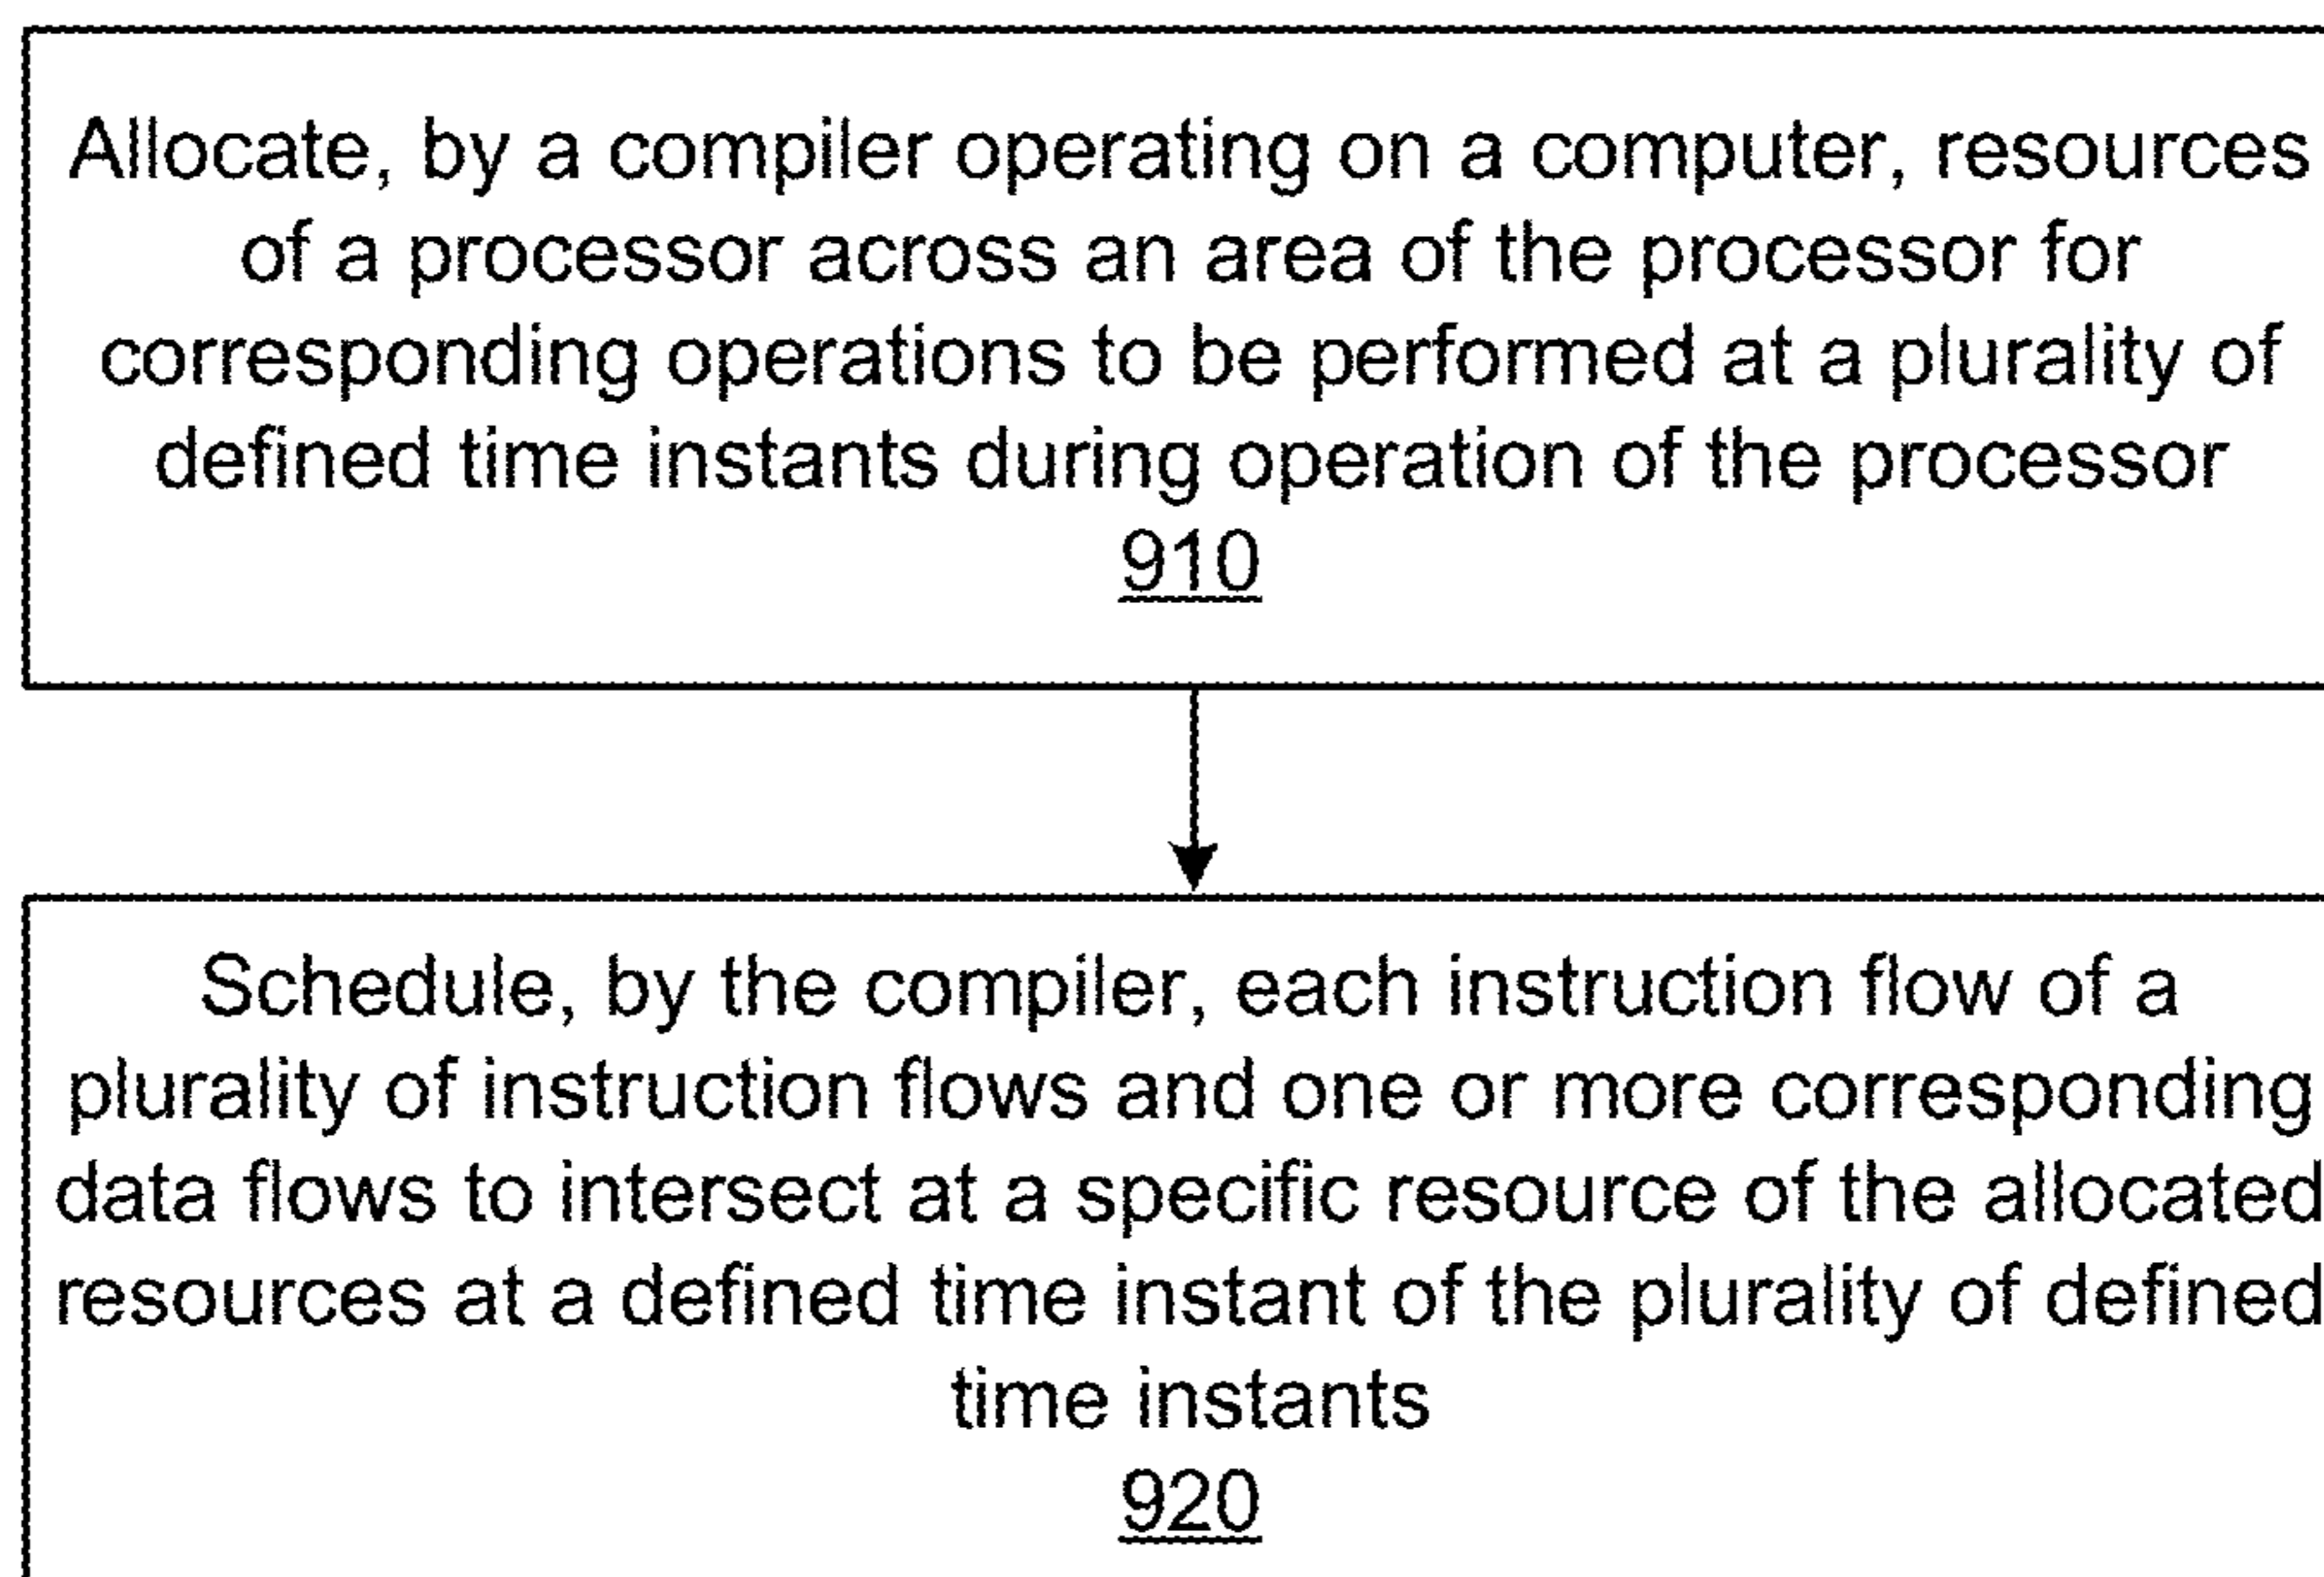 Allocate, by a compiler operating on a computer, resources
of a processor across an area of the processor for
corresponding operations to be performed at a plurality of
defined time instants during operation of the processor
910
Schedule, by the compiler, each instruction flow of a
plurality of instruction flows and one or more corresponding
data flows to intersect at a specific resource of the allocated
resources at a defined time instant of the plurality of defined
time instants
920